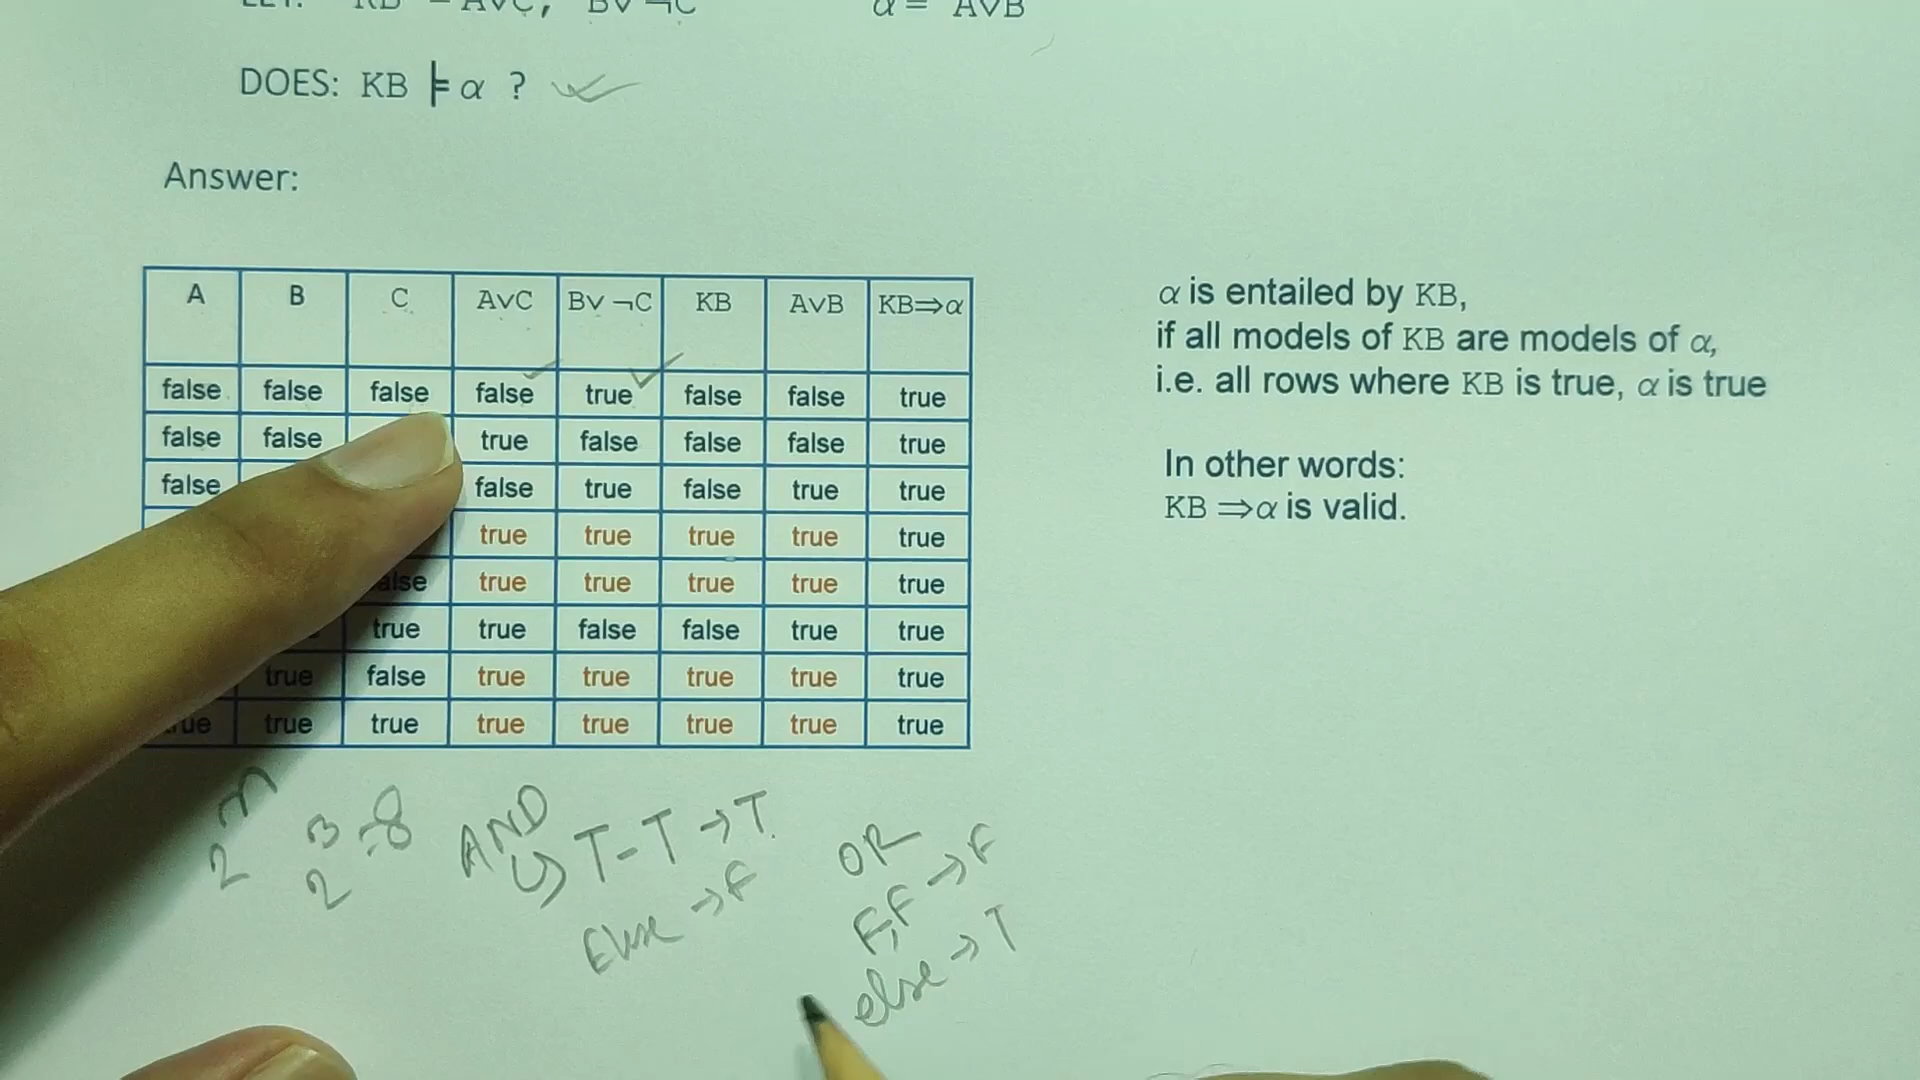 LET: KB = A∨C, B∨ ¬C α = A∨B
DOES: KB ⊨ α ?
Answer:
A B C A∨C B∨ ¬C KB A∨B KB⇒α
false false false false true false false true
false false true false false false true
false false true false true true
true true true true true
true true true true true
true true false false true true
true false true true true true true
true true true true true true true
α is entailed by KB,
if all models of KB are models of α,
i.e. all rows where KB is true, α is true
In other words:
KB ⇒ α is valid.
2^n 2^3 = 8
AND
↳ T - T → T
Else → F
OR
F, F → F
else → T